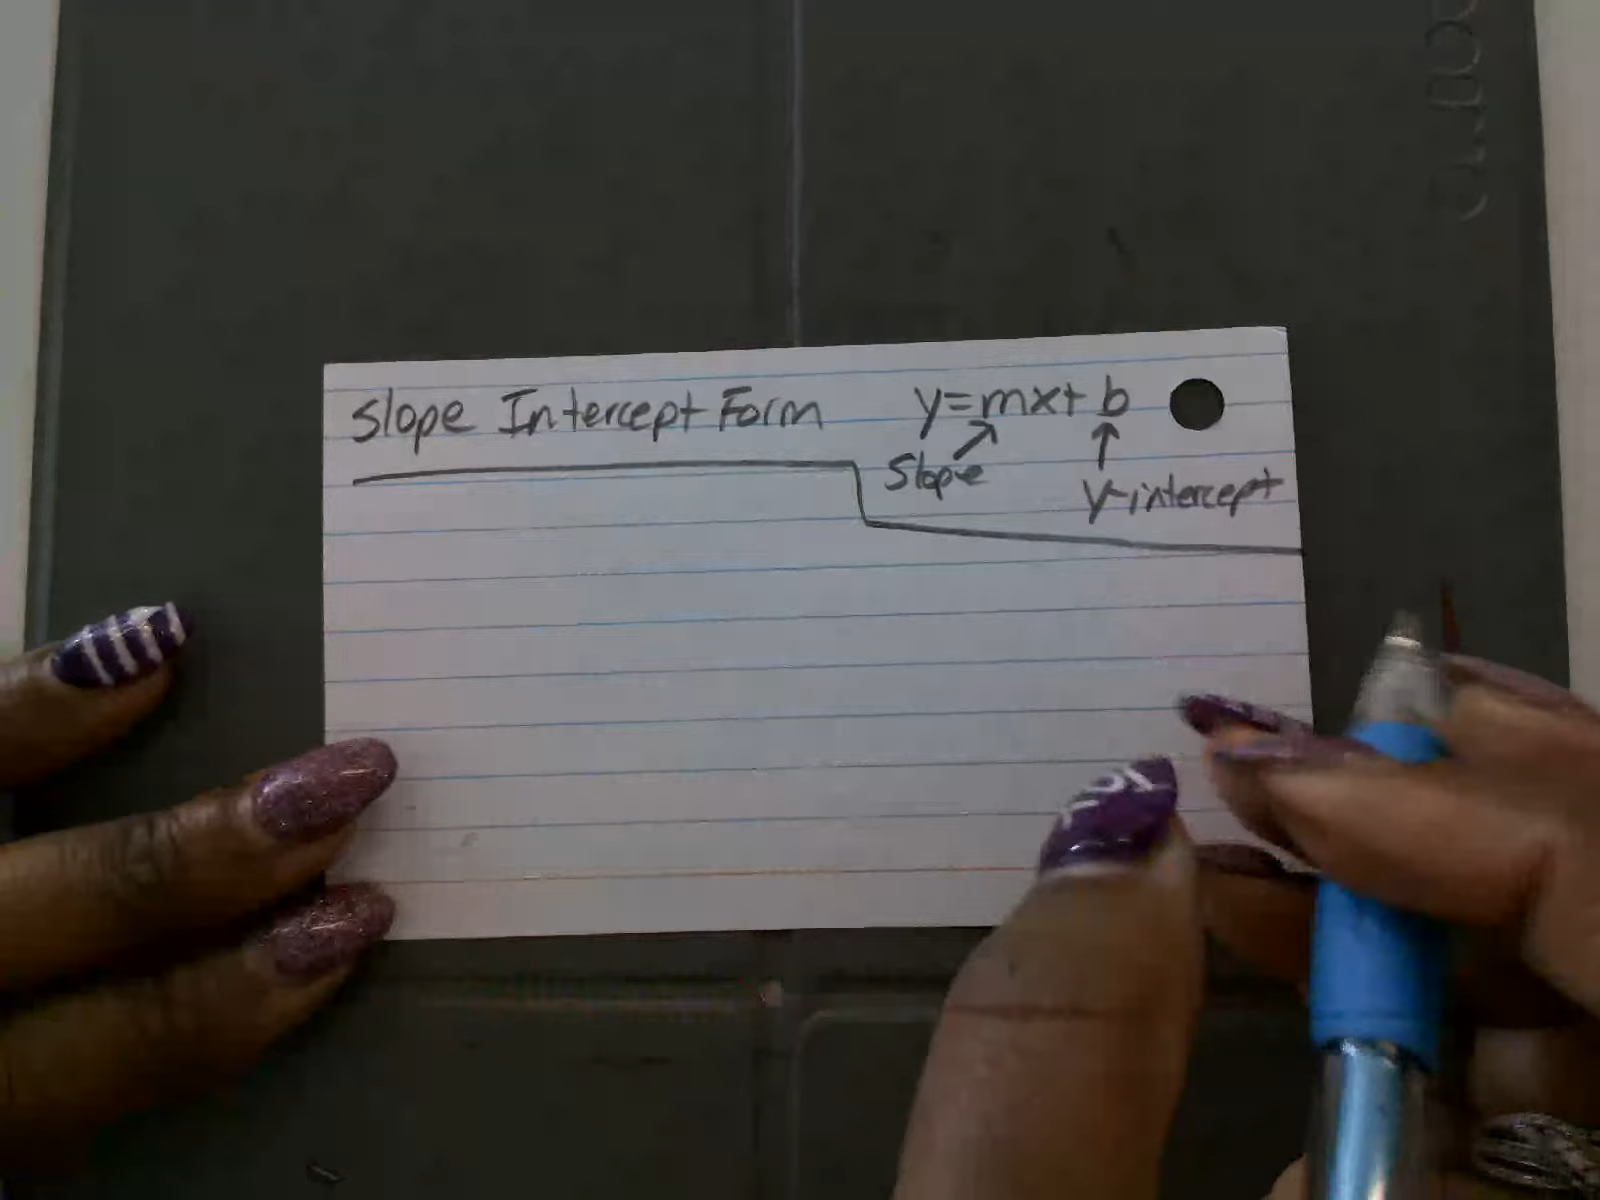 Slope Intercept Form y=mx+b
Slope
y-intercept